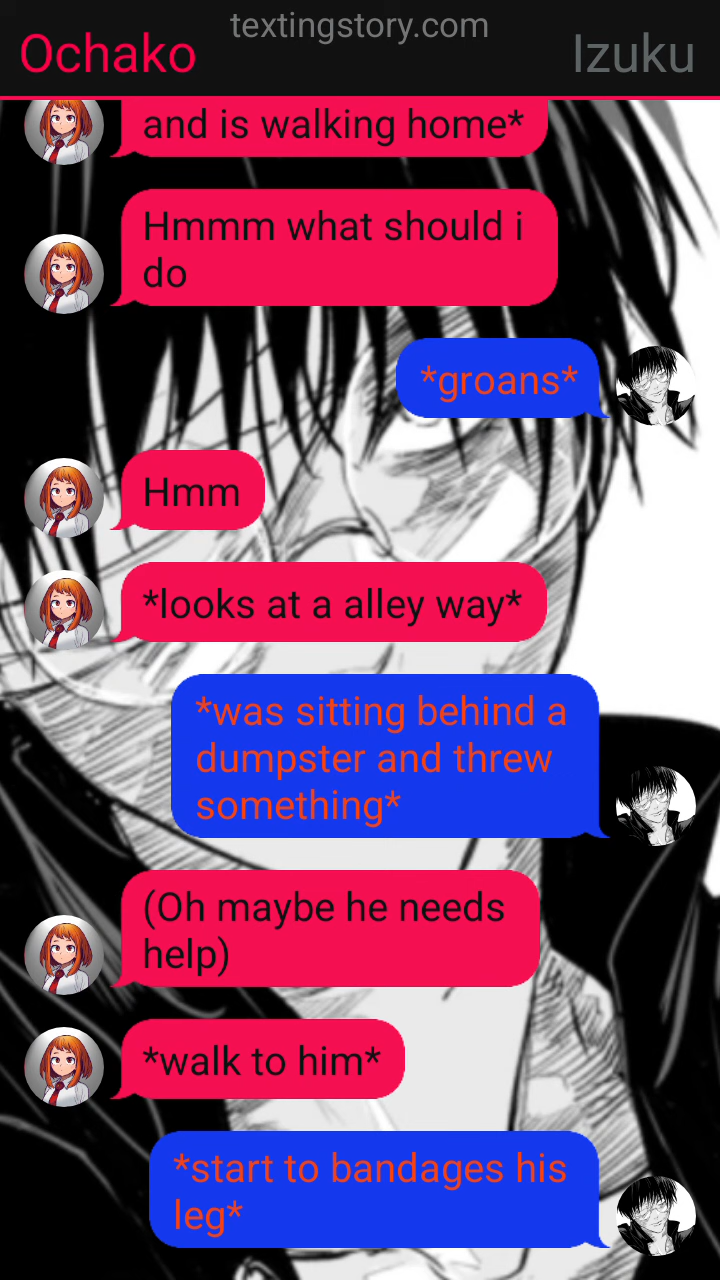 textingstory.com
Ochako
Izuku
and is walking home*
Hmmm what should i
do
*groans*
Hmm
*looks at a alley way*
*was sitting behind a
dumpster and threw
something*
(Oh maybe he needs
help)
*walk to him*
*start to bandages his
leg*